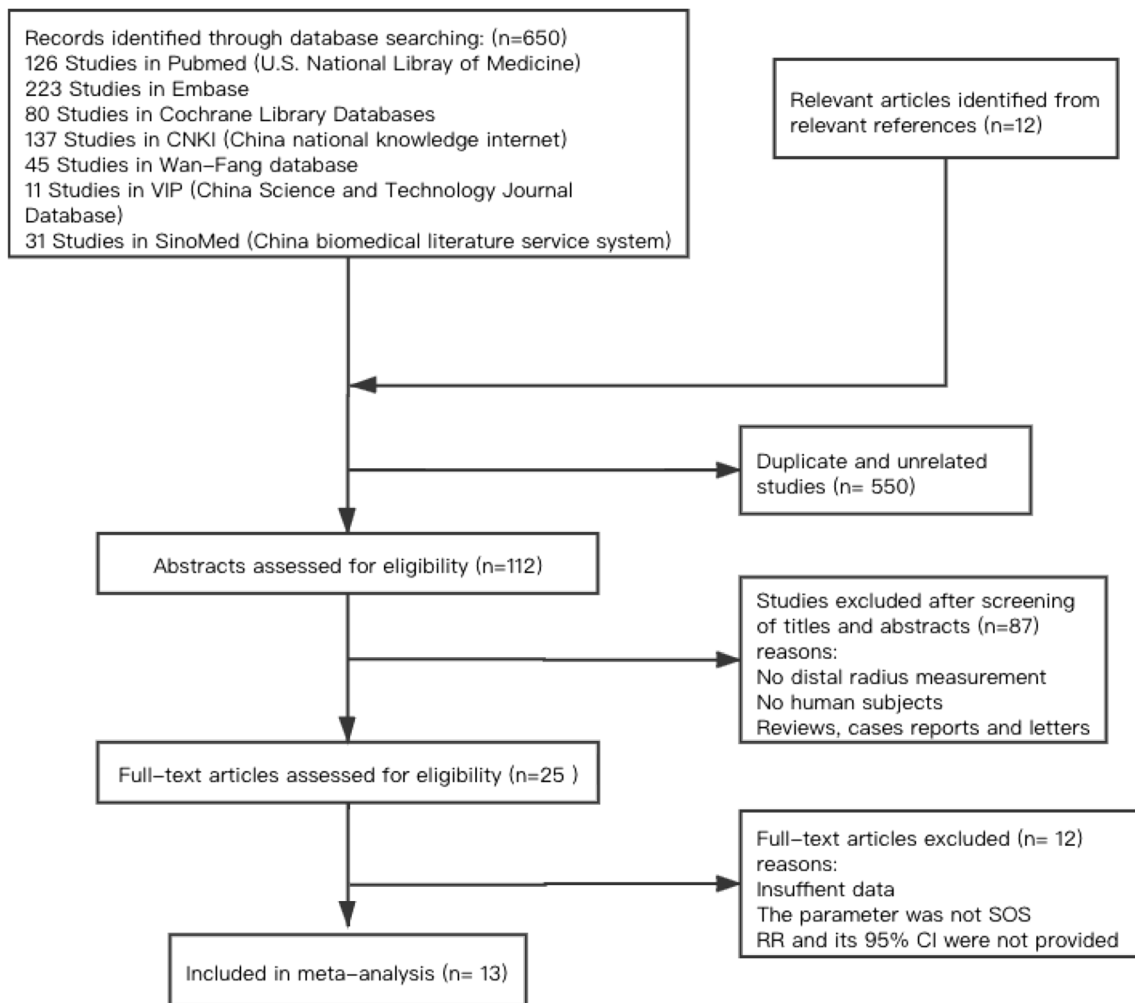 Records identified through database searching: (n=650)
126 Studies in Pubmed (U.S. National Libray of Medicine)
223 Studies in Embase
80 Studies in Cochrane Library Databases
137 Studies in CNKI (China national knowledge internet)
45 Studies in Wan-Fang database
11 Studies in VIP (China Science and Technology Journal
Database)
31 Studies in SinoMed (China biomedical literature service system)
Relevant articles identified from
relevant references (n=12)
Duplicate and unrelated
studies (n= 550)
Abstracts assessed for eligibility (n=112)
Studies excluded after screening
of titles and abstracts (n=87)
reasons:
No distal radius measurement
No human subjects
Reviews, cases reports and letters
Full-text articles assessed for eligibility (n=25 )
Full-text articles excluded (n= 12)
reasons:
Insuffient data
The parameter was not SOS
RR and its 95% CI were not provided
Included in meta-analysis (n= 13)